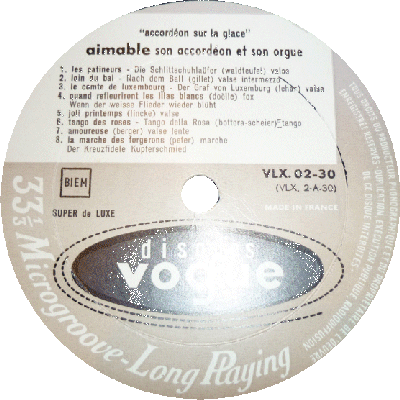 "accordéon sur la glace"
aimable son accordéon et son orgue
1. les patineurs - Die Schlittschuhläufer (waldteufel) valse
2. loin du bal - Nach dem Ball (gillet) valse intermezzo
3. le comte de luxembourg - Der Graf von Luxemburg (lehar) valse
4. quand refleuriront les lilas blancs (doelle) fox
Wenn der weisse Flieder wieder blüht
5. joli printemps (lincke) valse
6. tango des roses - Tango della Rosa (bottero-schreier) tango
7. amoureuse (berger) valse lente
8. la marche des forgerons (peter) marche
Der Kreuzfidele Kupferschmied
BIEM
VLX. 02-30
(VLX. 2-A-30)
SUPER de LUXE
MADE IN FRANCE
disques
vogue
33 1/3 Microgroove-Long Playing